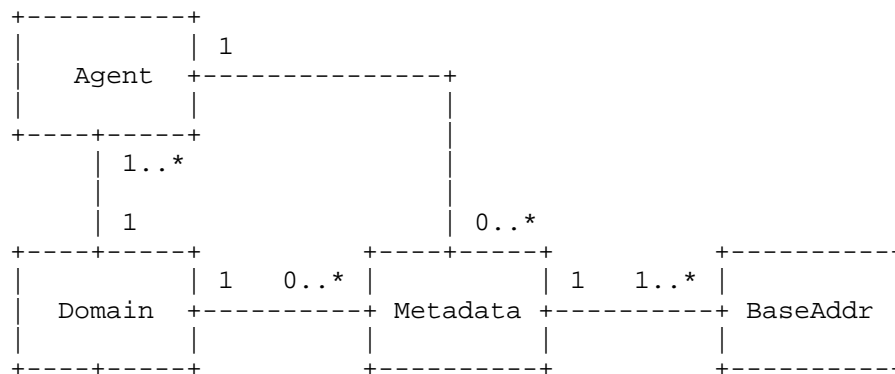 1
Agent
1..*
1
0..*
1 0..* 1 1..*
Domain Metadata BaseAddr